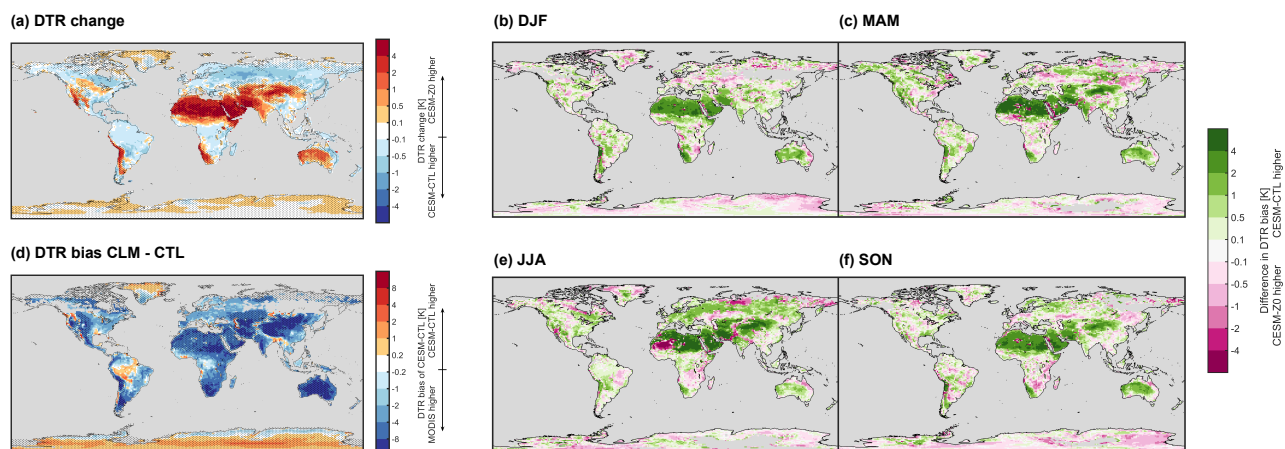 (a) DTR change
(b) DJF
(c) MAM
4
2
1
0.5
0.1
-0.1
-0.5
-1
-2
-4
DTR change [K]
CESM-CTL higher CESM-Z0 higher
(d) DTR bias CLM - CTL
(e) JJA
(f) SON
8
4
2
1
0.2
-0.2
-1
-2
-4
-8
DTR bias of CESM-CTL [K]
MODIS higher CESM-CTL higher
4
2
1
0.5
0.1
-0.1
-0.5
-1
-2
-4
Difference in DTR bias [K]
CESM-Z0 higher CESM-CTL higher